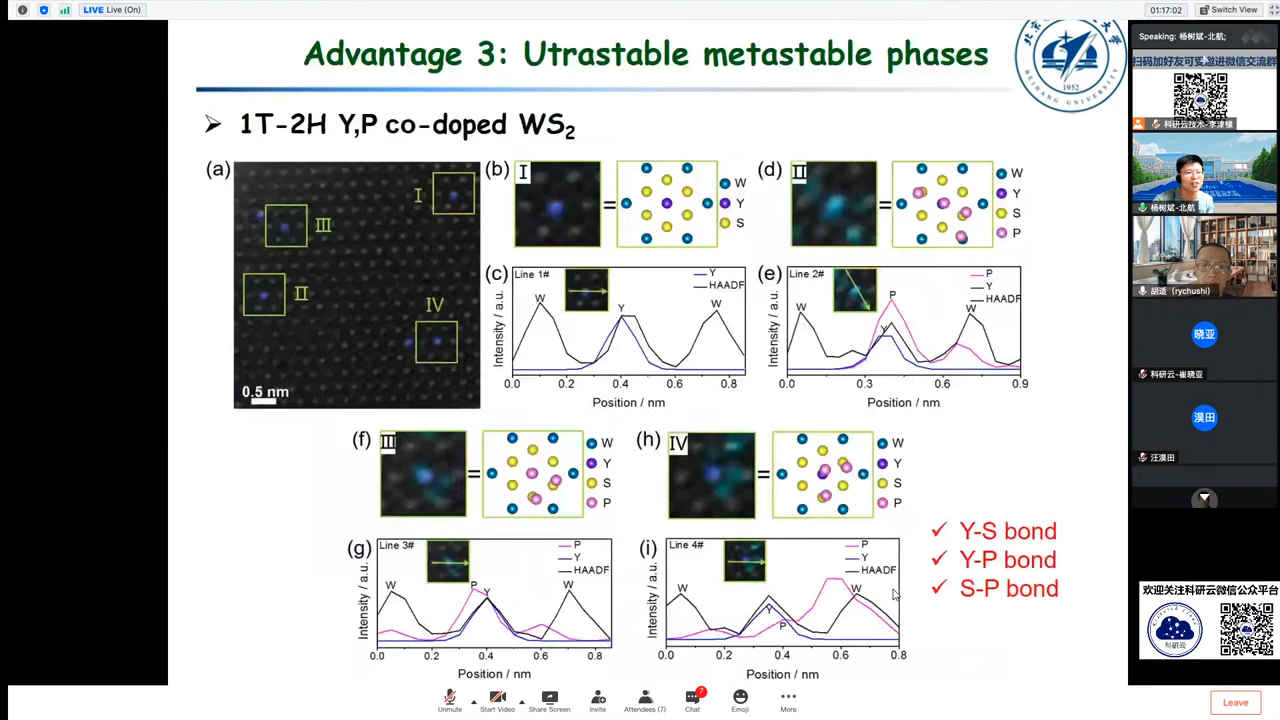 LIVE Live (On)
01:17:02
Switch View
Advantage 3: Utrastable metastable phases
1952
BEIHANG UNIVERSITY
➢ 1T-2H Y,P co-doped WS2
(a)
I
III
II
IV
0.5 nm
(b)
I
=
W
Y
S
(d)
II
=
W
Y
S
P
(c)
Line 1#
Y
HAADF
W
Y
W
Intensity / a.u.
0.0 0.2 0.4 0.6 0.8
Position / nm
(e)
Line 2#
P
Y
HAADF
W
P
Y
W
Intensity / a.u.
0.0 0.3 0.6 0.9
Position / nm
(f)
III
=
W
Y
S
P
(h)
IV
=
W
Y
S
P
(g)
Line 3#
P
Y
HAADF
W
P
Y
W
Intensity / a.u.
0.0 0.2 0.4 0.6 0.8
Position / nm
(i)
Line 4#
P
Y
HAADF
W
Y
P
W
Intensity / a.u.
0.0 0.2 0.4 0.6 0.8
Position / nm
✓ Y-S bond
✓ Y-P bond
✓ S-P bond
Speaking: 杨树斌-北航;
扫码加好友可受邀进微信交流群
杨树斌-北航
胡适（rychushi）
晓亚
科研云-崔晓亚
淏田
汪淏田
欢迎关注科研云微信公众平台
科研云
Unmute
Start Video
Share Screen
Invite
Attendees (7)
7
Chat
Emoji
More
Leave